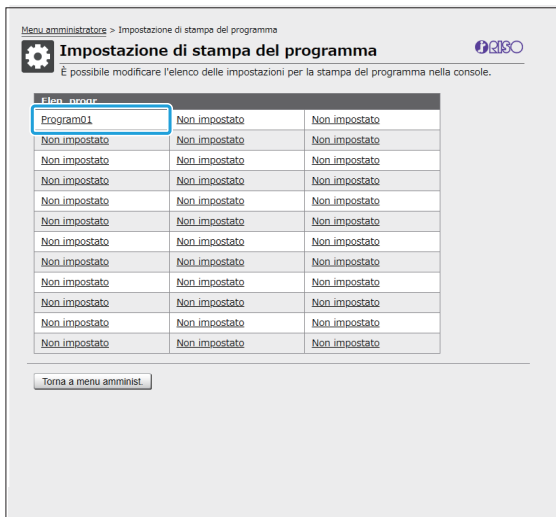 Menu amministratore > Impostazione di stampa del programma
Impostazione di stampa del programma
RISO
È possibile modificare l'elenco delle impostazioni per la stampa del programma nella console.
Elen. progr.
Program01 Non impostato Non impostato
Non impostato Non impostato Non impostato
Non impostato Non impostato Non impostato
Non impostato Non impostato Non impostato
Non impostato Non impostato Non impostato
Non impostato Non impostato Non impostato
Non impostato Non impostato Non impostato
Non impostato Non impostato Non impostato
Non impostato Non impostato Non impostato
Non impostato Non impostato Non impostato
Non impostato Non impostato Non impostato
Non impostato Non impostato Non impostato
Torna a menu amminist.